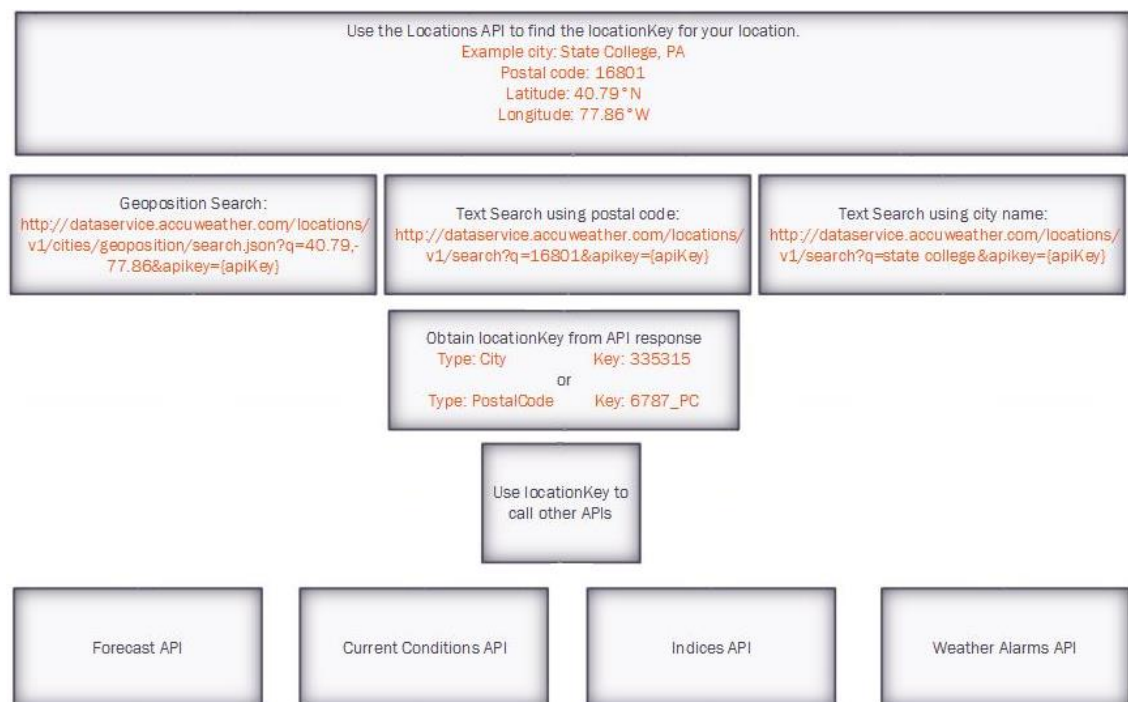 Use the Locations API to find the locationKey for your location.
Example city: State College, PA
Postal code: 16801
Latitude: 40.79°N
Longitude: 77.86°W
Geoposition Search:
http://dataservice.accuweather.com/locations/
v1/cities/geoposition/search.json?q=40.79,-
77.86&apikey={apiKey}
Text Search using postal code:
http://dataservice.accuweather.com/locations/
v1/search?q=16801&apikey={apiKey}
Text Search using city name:
http://dataservice.accuweather.com/locations/
v1/search?q=state college&apikey={apiKey}
Obtain locationKey from API response
Type: City Key: 335315
or
Type: PostalCode Key: 6787_PC
Use locationKey to
call other APIs
Forecast API
Current Conditions API
Indices API
Weather Alarms API